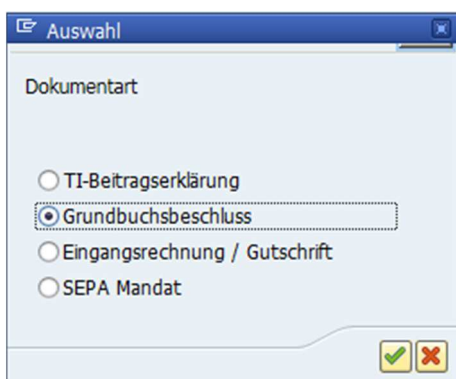 Auswahl
Dokumentart
TI-Beitragserklärung
Grundbuchsbeschluss
Eingangsrechnung / Gutschrift
SEPA Mandat